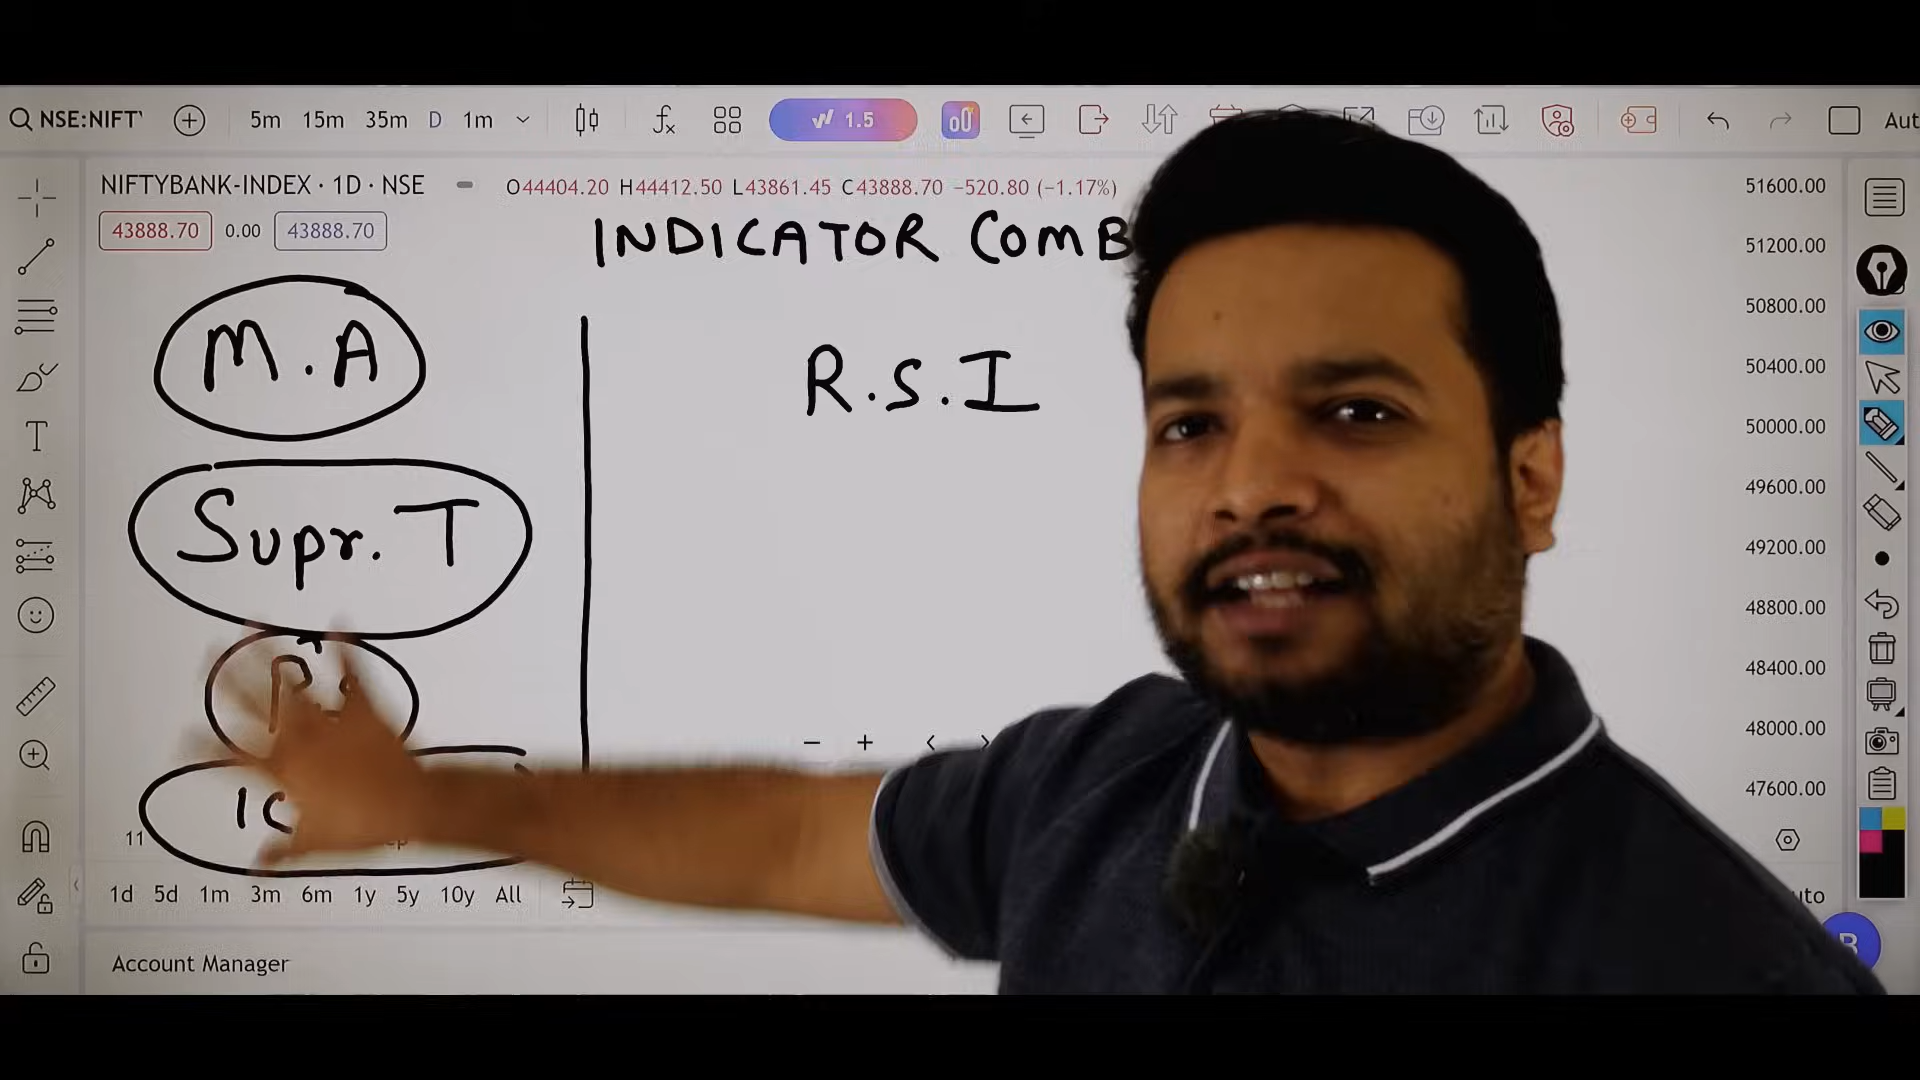 NSE:NIFTY 5m 15m 35m D 1m 1.5 Aut
NIFTYBANK-INDEX · 1D · NSE O44404.20 H44412.50 L43861.45 C43888.70 −520.80 (−1.17%)
43888.70 0.00 43888.70
INDICATOR COMB
M.A
R.S.I
Supr. T
51600.00
51200.00
50800.00
50400.00
50000.00
49600.00
49200.00
48800.00
48400.00
48000.00
47600.00
11
1d 5d 1m 3m 6m 1y 5y 10y All
Account Manager